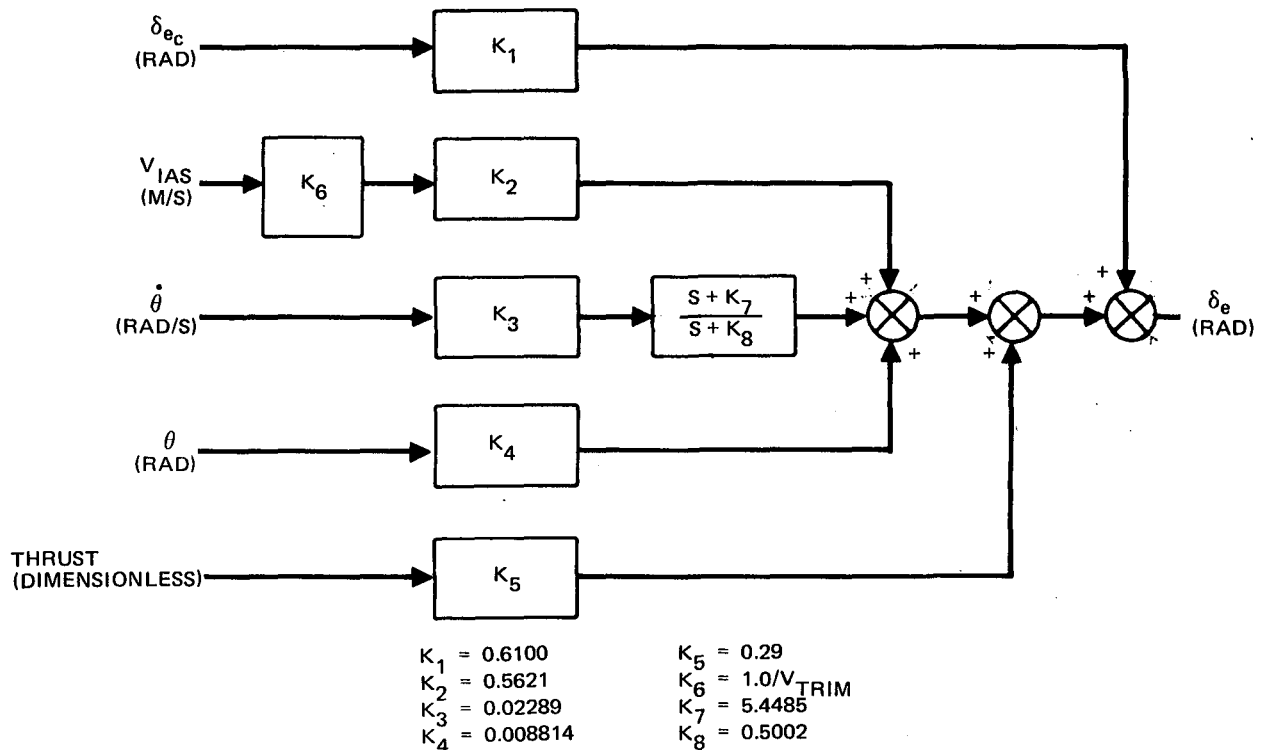 δec
(RAD)
K1
VIAS
(M/S)
K6
K2
θ̇
(RAD/S)
K3
S + K7
S + K8
θ
(RAD)
K4
THRUST
(DIMENSIONLESS)
K5
+
+
+
+
+
+
+
δe
(RAD)
K1 = 0.6100
K2 = 0.5621
K3 = 0.02289
K4 = 0.008814
K5 = 0.29
K6 = 1.0/VTRIM
K7 = 5.4485
K8 = 0.5002